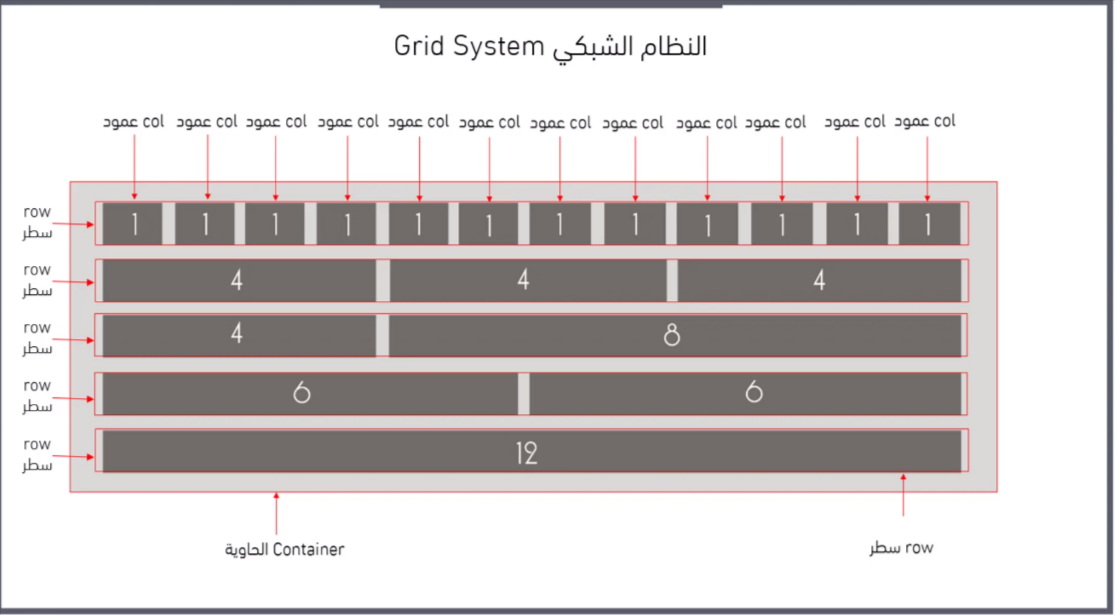 النظام الشبكي Grid System
عمود col عمود col عمود col عمود col عمود col عمود col عمود col عمود col عمود col عمود col عمود col عمود col
row
سطر
1 1 1 1 1 1 1 1 1 1 1 1
row
سطر
4 4 4
row
سطر
4 8
row
سطر
6 6
row
سطر
12
الحاوية Container
سطر row